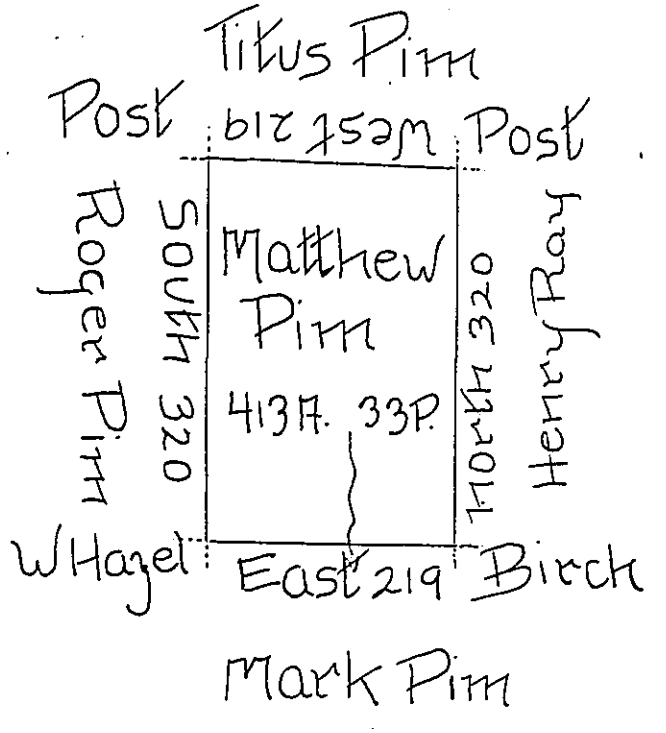 Titus Pim
Post West 219 Post
Roger Pim
South 320
Matthew
Pim
413A. 33P.
North 320
Henry Ray
W Hazel East 219 Birch
Mark Pim